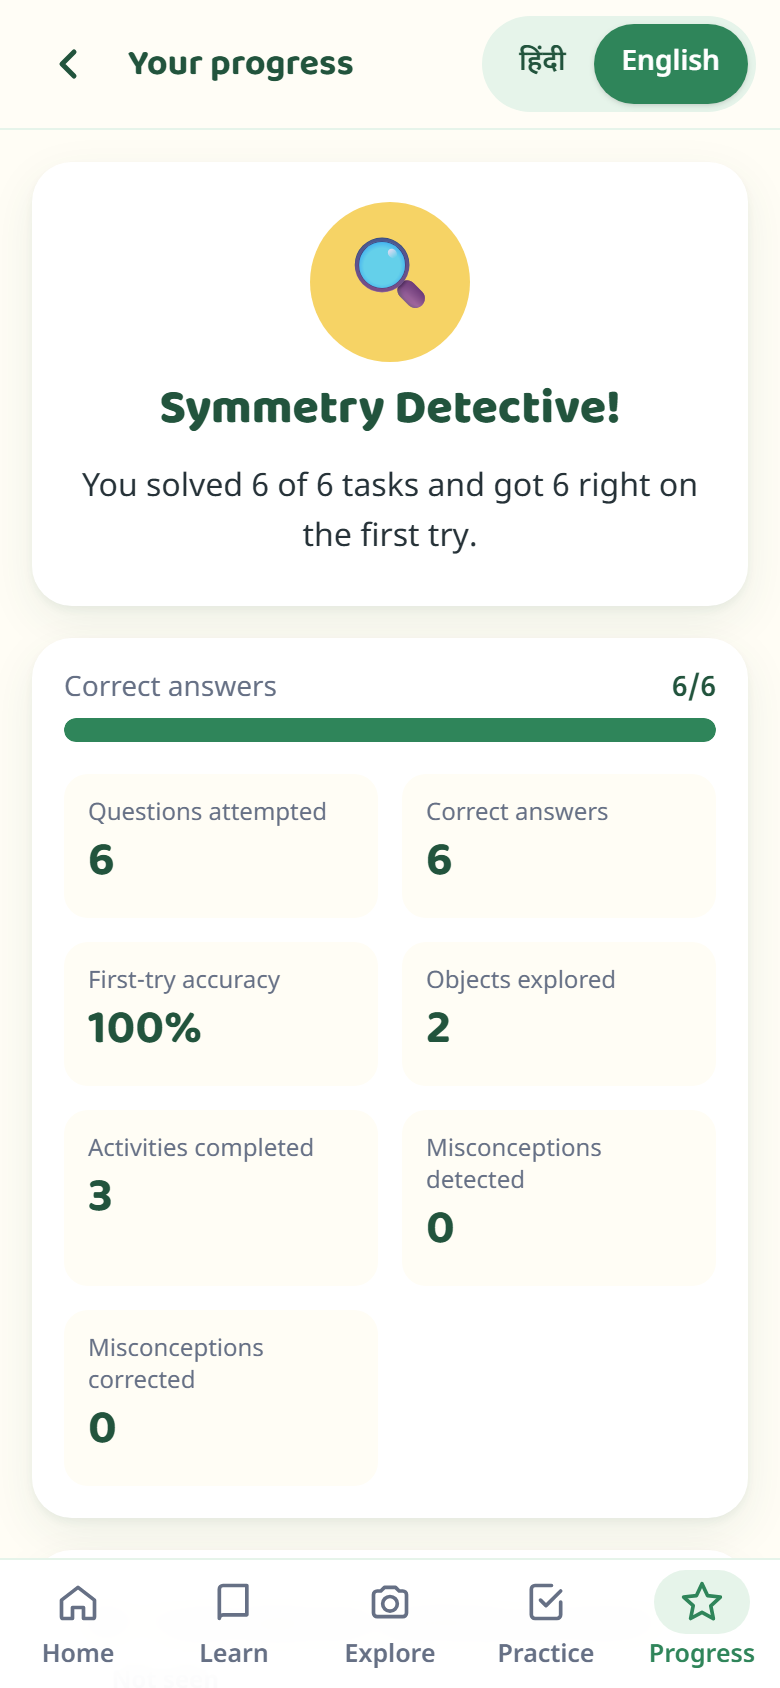 Your progress
हिंदी
English
Symmetry Detective!
You solved 6 of 6 tasks and got 6 right on
the first try.
Correct answers
6/6
Questions attempted
6
Correct answers
6
First-try accuracy
100%
Objects explored
2
Activities completed
3
Misconceptions
detected
0
Misconceptions
corrected
0
Home
Learn
Explore
Practice
Progress
Not seen